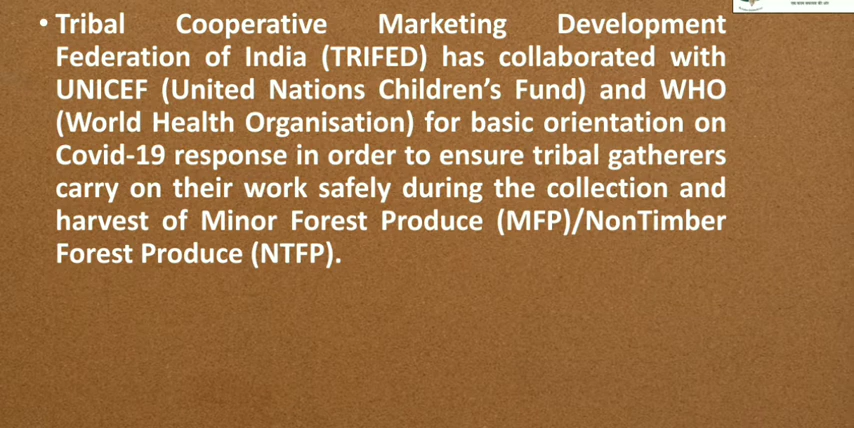 • Tribal Cooperative Marketing Development
Federation of India (TRIFED) has collaborated with
UNICEF (United Nations Children’s Fund) and WHO
(World Health Organisation) for basic orientation on
Covid-19 response in order to ensure tribal gatherers
carry on their work safely during the collection and
harvest of Minor Forest Produce (MFP)/NonTimber
Forest Produce (NTFP).